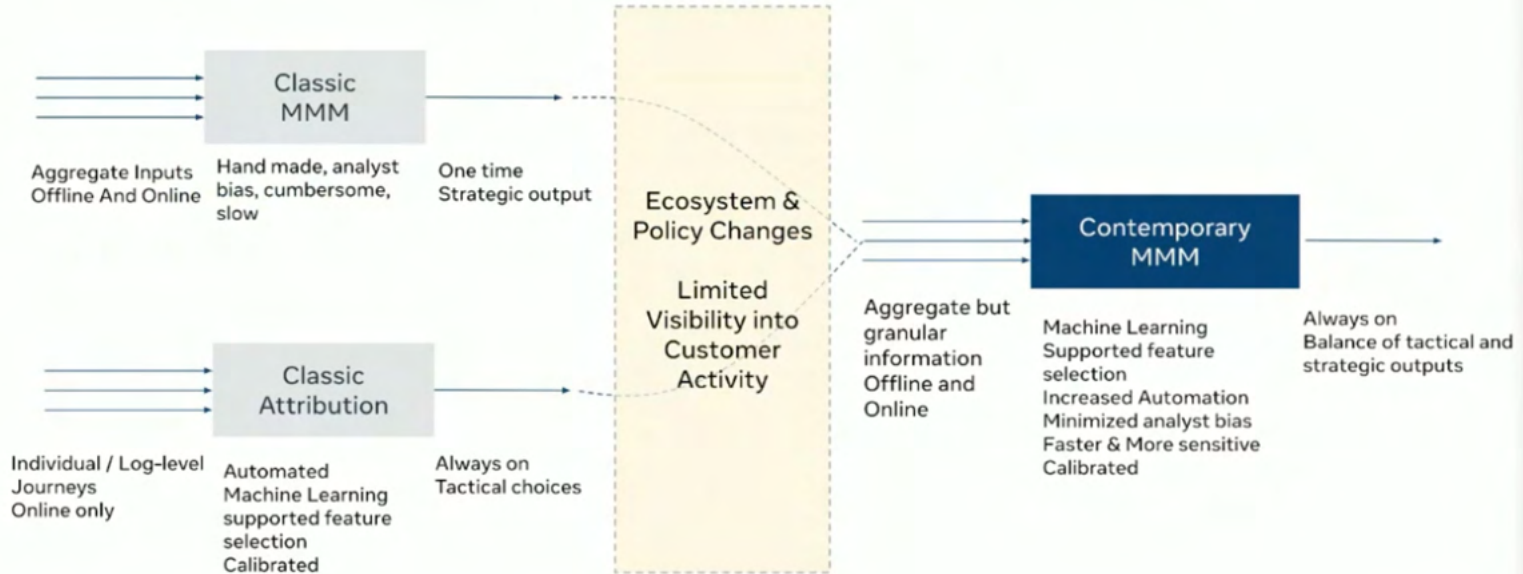 Classic
MMM
Aggregate Inputs
Offline And Online
Hand made, analyst
bias, cumbersome,
slow
One time
Strategic output
Classic
Attribution
Individual / Log-level
Journeys
Online only
Automated
Machine Learning
supported feature
selection
Calibrated
Always on
Tactical choices
Ecosystem &
Policy Changes
Limited
Visibility into
Customer
Activity
Aggregate but
granular
information
Offline and
Online
Contemporary
MMM
Machine Learning
Supported feature
selection
Increased Automation
Minimized analyst bias
Faster & More sensitive
Calibrated
Always on
Balance of tactical and
strategic outputs